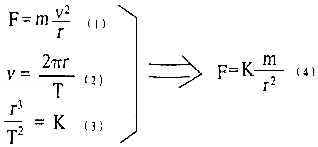 F=m v²/r (1)
v = 2πr/T (2)
r³/T² = K (3)
⟹ F=K m/r² (4)